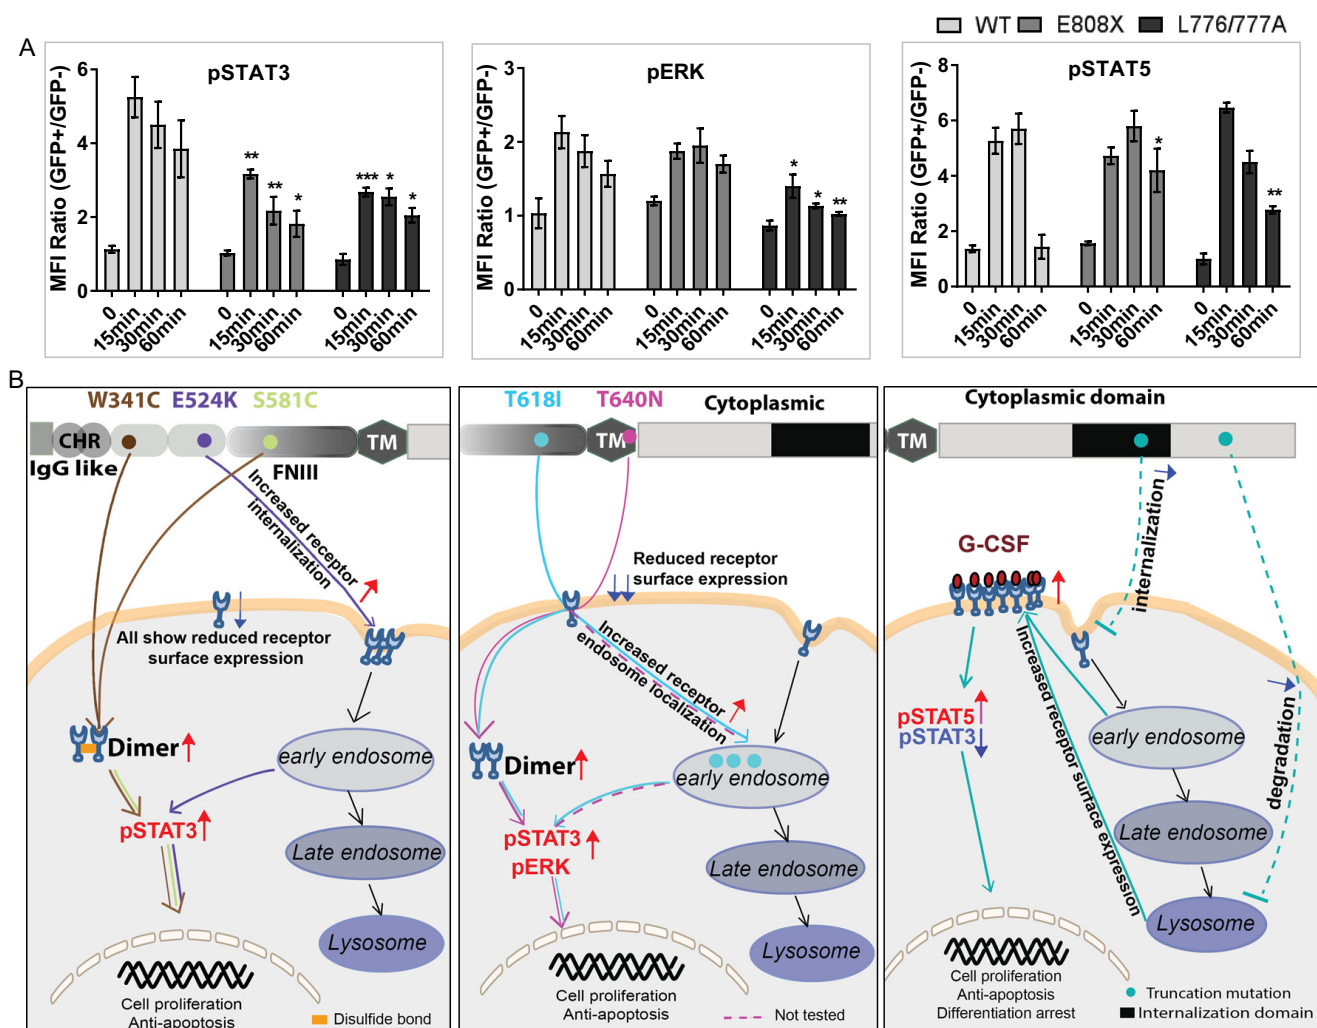 WT E808X L776/777A
A
pSTAT3
MFI Ratio (GFP+/GFP-)
6
4
2
0
** ** * *** * *
0 15min 30min 60min 0 15min 30min 60min 0 15min 30min 60min
pERK
MFI Ratio (GFP+/GFP-)
3
2
1
0
* * **
0 15min 30min 60min 0 15min 30min 60min 0 15min 30min 60min
pSTAT5
MFI Ratio (GFP+/GFP-)
8
6
4
2
0
* **
0 15min 30min 60min 0 15min 30min 60min 0 15min 30min 60min
B
W341C E524K S581C
CHR
TM
IgG like
FNIII
Increased receptor
internalization
All show reduced receptor
surface expression
Dimer
early endosome
pSTAT3
Late endosome
Lysosome
Cell proliferation
Anti-apoptosis
Disulfide bond
T618I T640N
Cytoplasmic
TM
Reduced receptor
surface expression
Increased receptor
endosome localization
Dimer
early endosome
pSTAT3
pERK
Late endosome
Lysosome
Cell proliferation
Anti-apoptosis
Not tested
Cytoplasmic domain
TM
internalization
G-CSF
Increased receptor surface expression
pSTAT5
pSTAT3
early endosome
degradation
Late endosome
Lysosome
Cell proliferation
Anti-apoptosis
Differentiation arrest
Truncation mutation
Internalization domain